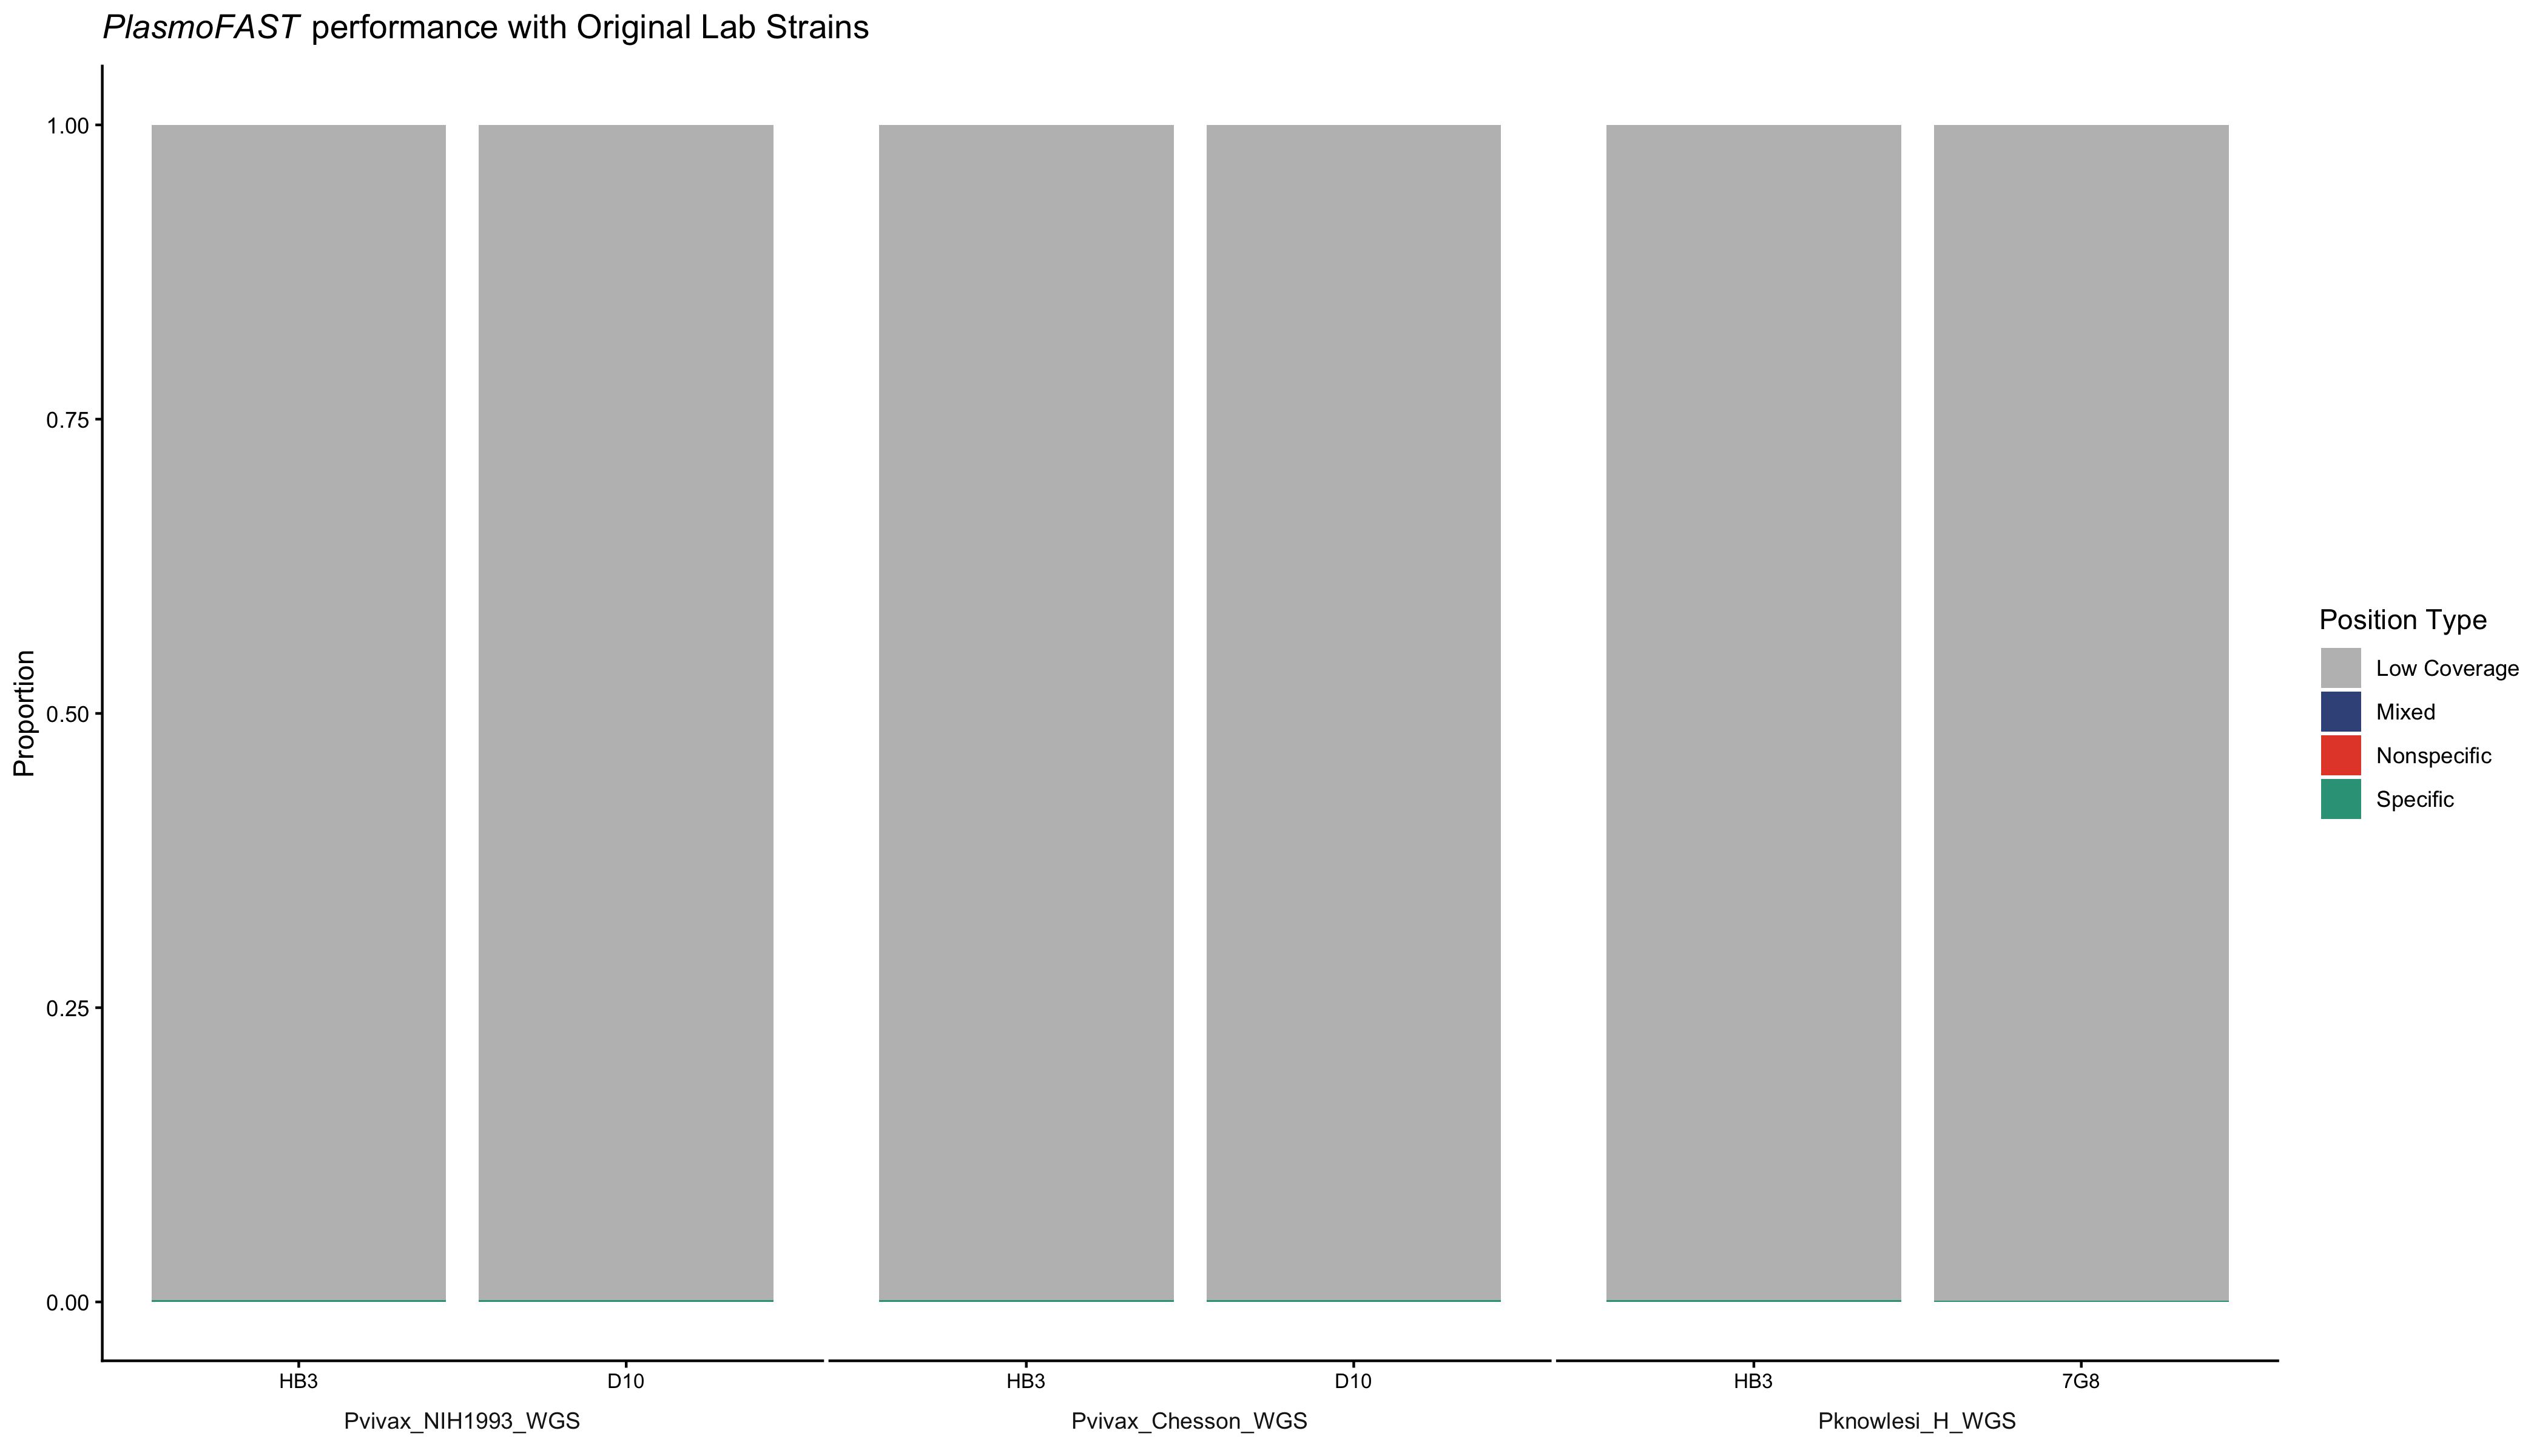 PlasmoFAST performance with Original Lab Strains
Proportion
1.00
0.75
0.50
0.25
0.00
HB3 D10 HB3 D10 HB3 7G8
Pvivax_NIH1993_WGS Pvivax_Chesson_WGS Pknowlesi_H_WGS
Position Type
Low Coverage
Mixed
Nonspecific
Specific